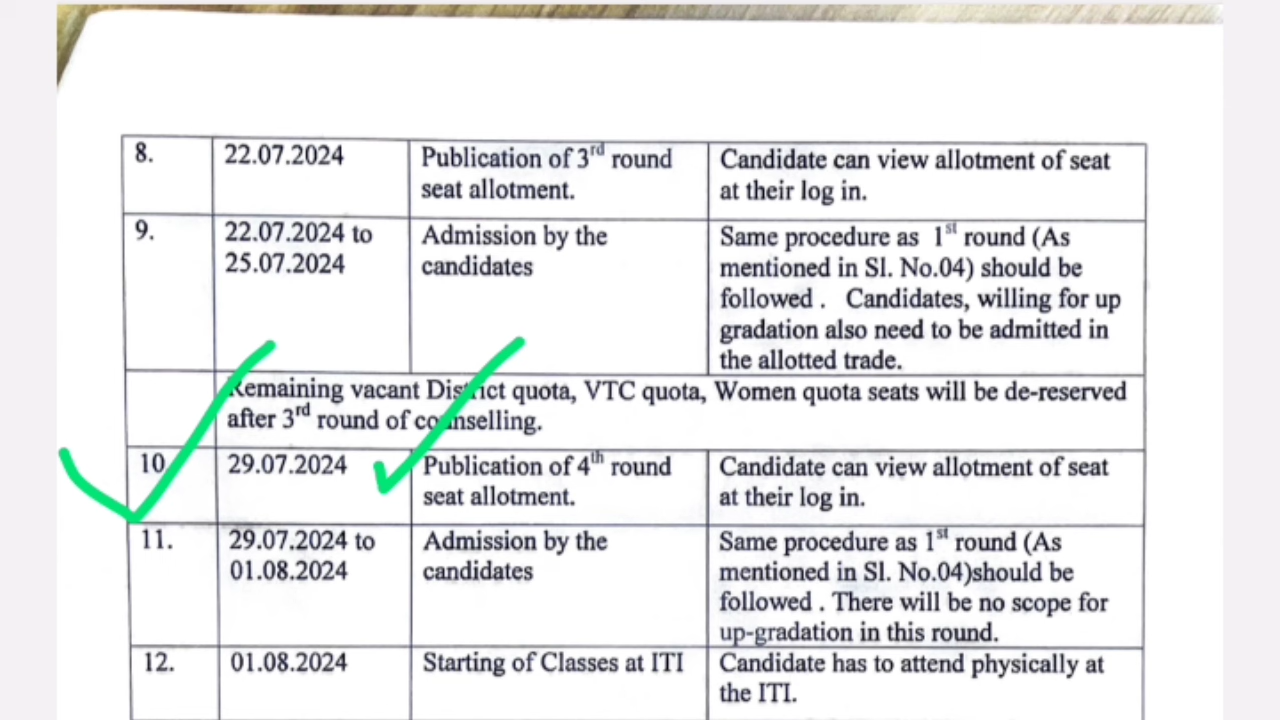 8.
22.07.2024
Publication of 3rd round
seat allotment.
Candidate can view allotment of seat
at their log in.
9.
22.07.2024 to
25.07.2024
Admission by the
candidates
Same procedure as 1st round (As
mentioned in Sl. No.04) should be
followed . Candidates, willing for up
gradation also need to be admitted in
the allotted trade.
Remaining vacant District quota, VTC quota, Women quota seats will be de-reserved
after 3rd round of counselling.
10
29.07.2024
Publication of 4th round
seat allotment.
Candidate can view allotment of seat
at their log in.
11.
29.07.2024 to
01.08.2024
Admission by the
candidates
Same procedure as 1st round (As
mentioned in Sl. No.04)should be
followed . There will be no scope for
up-gradation in this round.
12.
01.08.2024
Starting of Classes at ITI
Candidate has to attend physically at
the ITI.